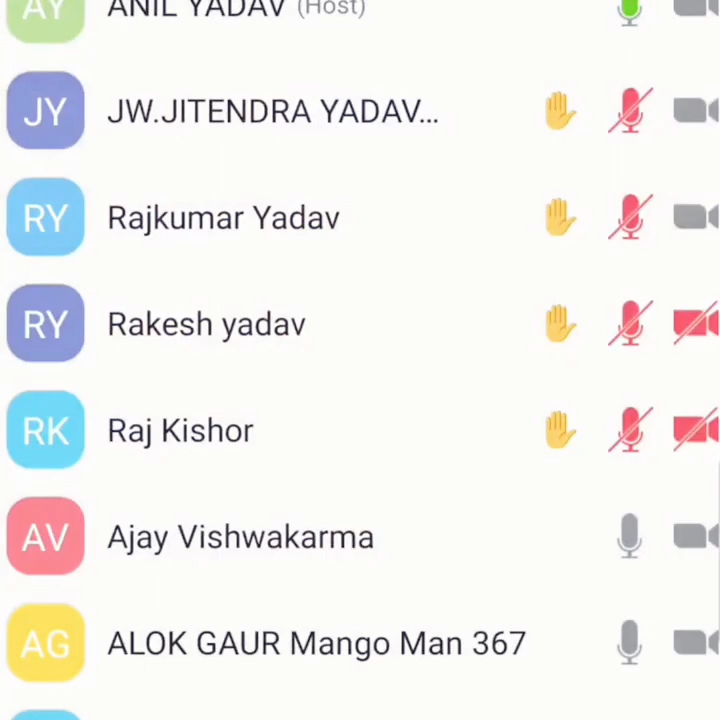 AY ANIL YADAV (Host)
JY JW.JITENDRA YADAV...
RY Rajkumar Yadav
RY Rakesh yadav
RK Raj Kishor
AV Ajay Vishwakarma
AG ALOK GAUR Mango Man 367